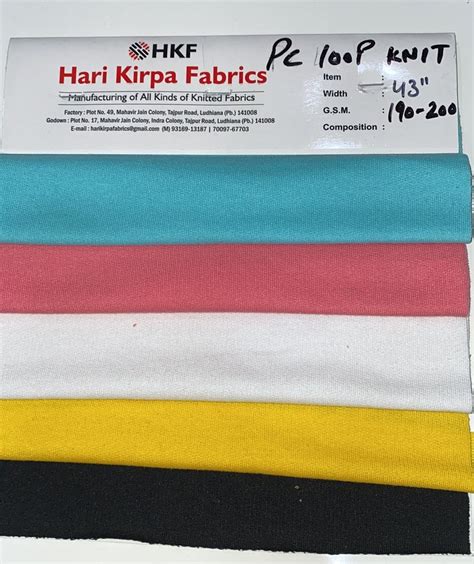 HKF
PC LOOP KNIT
Hari Kirpa Fabrics
Manufacturing of All Kinds of Knitted Fabrics
Factory : Plot No. 49, Mahavir Jain Colony, Tajpur Road, Ludhiana (Pb.) 141008
Godown : Plot No. 17, Mahavir Jain Colony, Indra Colony, Tajpur Road, Ludhiana (Pb.) 141008
E-mail : harikirpafabrics@gmail.com (M) 93169-13187 | 70097-67703
Item :
Width : 43"
G.S.M. : 190-200
Composition :